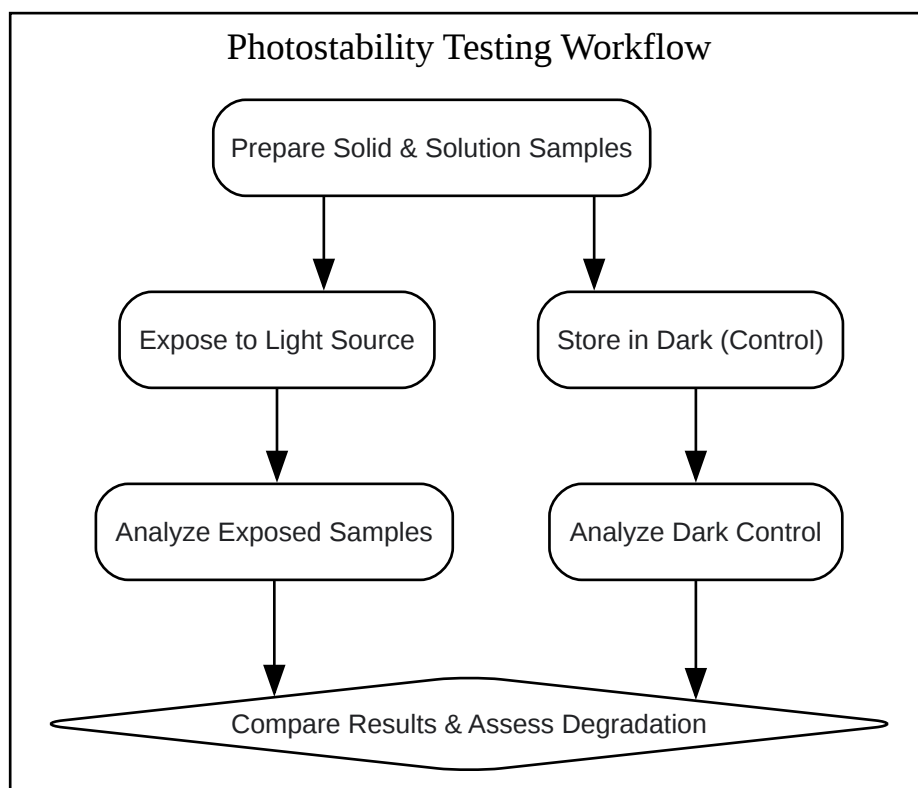 Photostability Testing Workflow
Prepare Solid & Solution Samples
Expose to Light Source
Store in Dark (Control)
Analyze Exposed Samples
Analyze Dark Control
Compare Results & Assess Degradation